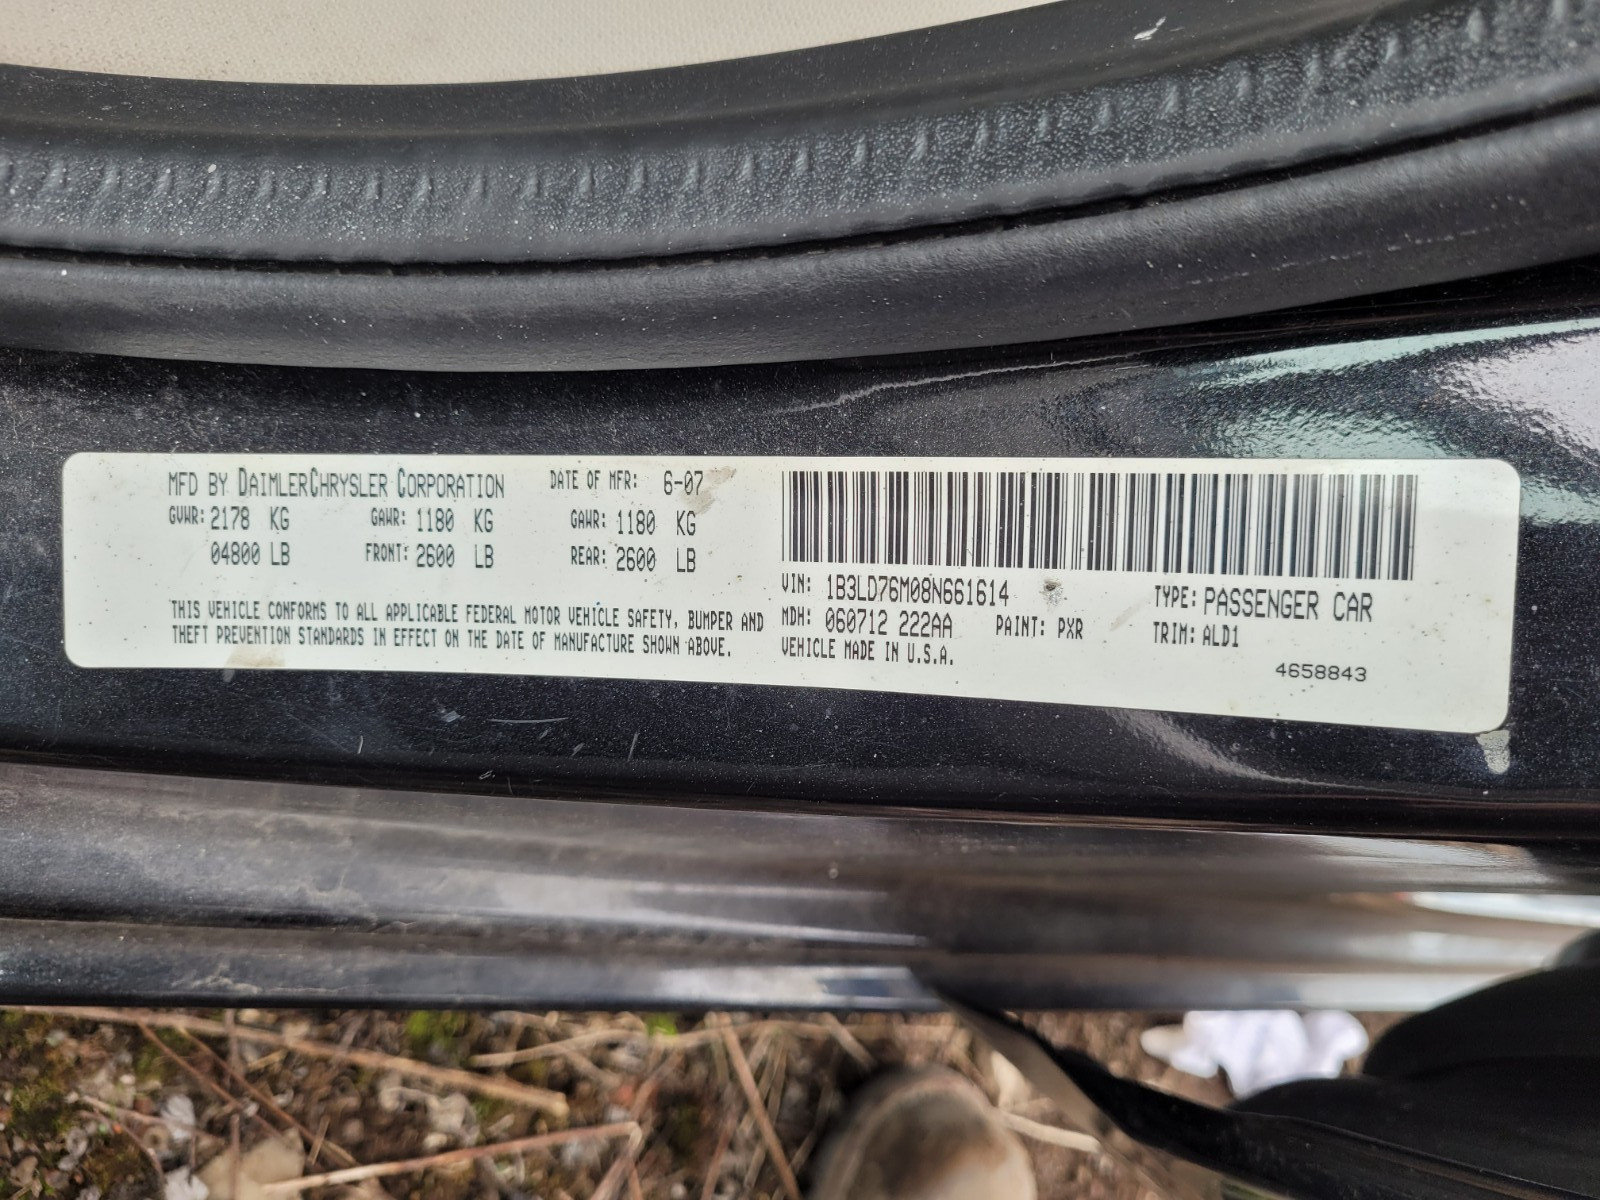 MFD BY DAIMLERCHRYSLER CORPORATION DATE OF MFR: 6-07
GVWR: 2178 KG GAWR: 1180 KG GAWR: 1180 KG
04800 LB FRONT: 2600 LB REAR: 2600 LB
THIS VEHICLE CONFORMS TO ALL APPLICABLE FEDERAL MOTOR VEHICLE SAFETY, BUMPER AND
THEFT PREVENTION STANDARDS IN EFFECT ON THE DATE OF MANUFACTURE SHOWN ABOVE.
VIN: 1B3LD76M08N661614 TYPE: PASSENGER CAR
MDH: 060712 222AA PAINT: PXR TRIM: ALD1
VEHICLE MADE IN U.S.A.
4658843